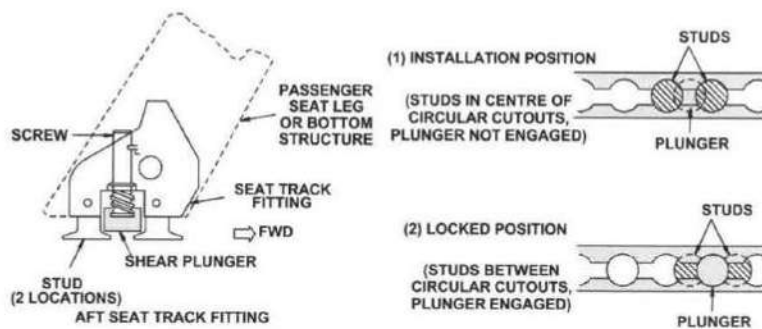 SCREW
PASSENGER
SEAT LEG
OR BOTTOM
STRUCTURE
SEAT TRACK
FITTING
FWD
SHEAR PLUNGER
STUD
(2 LOCATIONS)
AFT SEAT TRACK FITTING
STUDS
(1) INSTALLATION POSITION
(STUDS IN CENTRE OF
CIRCULAR CUTOUTS,
PLUNGER NOT ENGAGED)
PLUNGER
STUDS
(2) LOCKED POSITION
(STUDS BETWEEN
CIRCULAR CUTOUTS,
PLUNGER ENGAGED)
PLUNGER